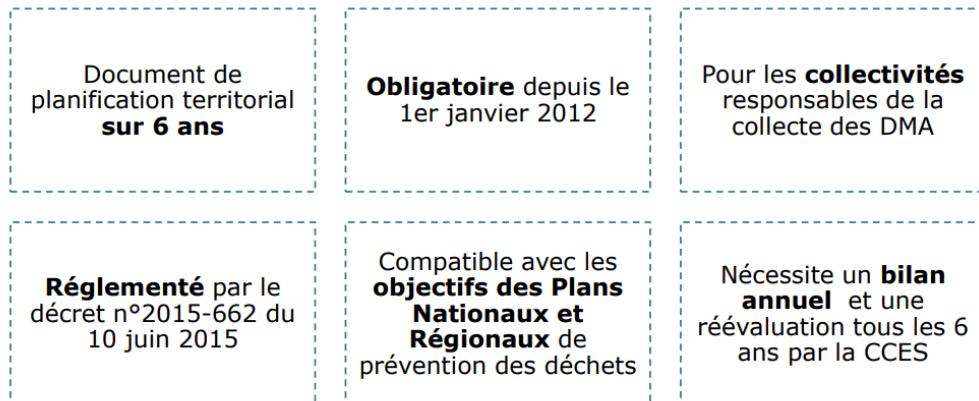 Document de
planification territorial
sur 6 ans
Obligatoire depuis le
1er janvier 2012
Pour les collectivités
responsables de la
collecte des DMA
Réglementé par le
décret n°2015-662 du
10 juin 2015
Compatible avec les
objectifs des Plans
Nationaux et
Régionaux de
prévention des déchets
Nécessite un bilan
annuel et une
réévaluation tous les 6
ans par la CCES